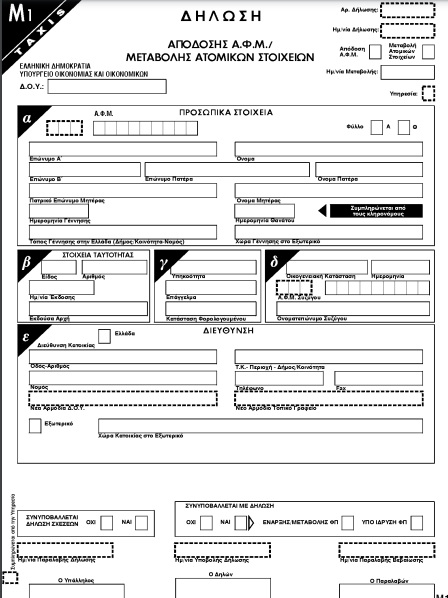 M1
TAXIS
ΔΗΛΩΣΗ
Αρ. Δήλωσης:
Ημ/νία Δήλωσης:
ΑΠΟΔΟΣΗΣ Α.Φ.Μ./
ΜΕΤΑΒΟΛΗΣ ΑΤΟΜΙΚΩΝ ΣΤΟΙΧΕΙΩΝ
Απόδοση Α.Φ.Μ.
Μεταβολή Ατομικών Στοιχείων
ΕΛΛΗΝΙΚΗ ΔΗΜΟΚΡΑΤΙΑ
ΥΠΟΥΡΓΕΙΟ ΟΙΚΟΝΟΜΙΑΣ ΚΑΙ ΟΙΚΟΝΟΜΙΚΩΝ
Ημ/νία Μεταβολής:
Δ.Ο.Υ.:
Υπηρεσία:
α
Α.Φ.Μ.
ΠΡΟΣΩΠΙΚΑ ΣΤΟΙΧΕΙΑ
Φύλλο Α Θ
Επώνυμο Α΄ Όνομα
Επώνυμο Β΄ Επώνυμο Πατέρα Όνομα Πατέρα
Πατρικό Επώνυμο Μητέρας Όνομα Μητέρας
Συμπληρώνεται από τους κληρονόμους
Ημερομηνία Γέννησης Ημερομηνία Θανάτου
Τόπος Γέννησης στην Ελλάδα (Δήμος/Κοινότητα-Νομός) Χώρα Γέννησης στο Εξωτερικό
β ΣΤΟΙΧΕΙΑ ΤΑΥΤΟΤΗΤΑΣ γ δ
Είδος Αριθμός Υπηκοότητα Οικογενειακή Κατάσταση Ημερομηνία
Ημ/νία Έκδοσης Επάγγελμα Α.Φ.Μ. Συζύγου
Εκδούσα Αρχή Κατάσταση Φορολογουμένου Ονοματεπώνυμο Συζύγου
ε ΔΙΕΥΘΥΝΣΗ
Ελλάδα
Διεύθυνση Κατοικίας
Οδός-Αριθμός Τ.Κ.- Περιοχή - Δήμος/Κοινότητα
Νομός Τηλέφωνο Fax
Νέα Αρμόδια Δ.Ο.Υ. Νέο Αρμόδιο Τοπικό Γραφείο
Εξωτερικό
Χώρα Κατοικίας στο Εξωτερικό
Συμπληρώνεται από την Υπηρεσία
ΣΥΝΥΠΟΒΑΛΛΕΤΑΙ ΔΗΛΩΣΗ ΣΧΕΣΕΩΝ ΟΧΙ ΝΑΙ
ΣΥΝΥΠΟΒΑΛΛΕΤΑΙ ΜΕ ΔΗΛΩΣΗ
ΟΧΙ ΝΑΙ ΕΝΑΡΞΗΣ/ΜΕΤΑΒΟΛΗΣ ΦΠ ΥΠΟ ΙΔΡΥΣΗ ΦΠ
Ημ/νία Παραλαβής Δήλωσης Ημ/νία Υποβολής Δήλωσης Ημ/νία Παραλαβής Βεβαίωσης
Ο Υπάλληλος Ο Δηλών Ο Παραλαβών